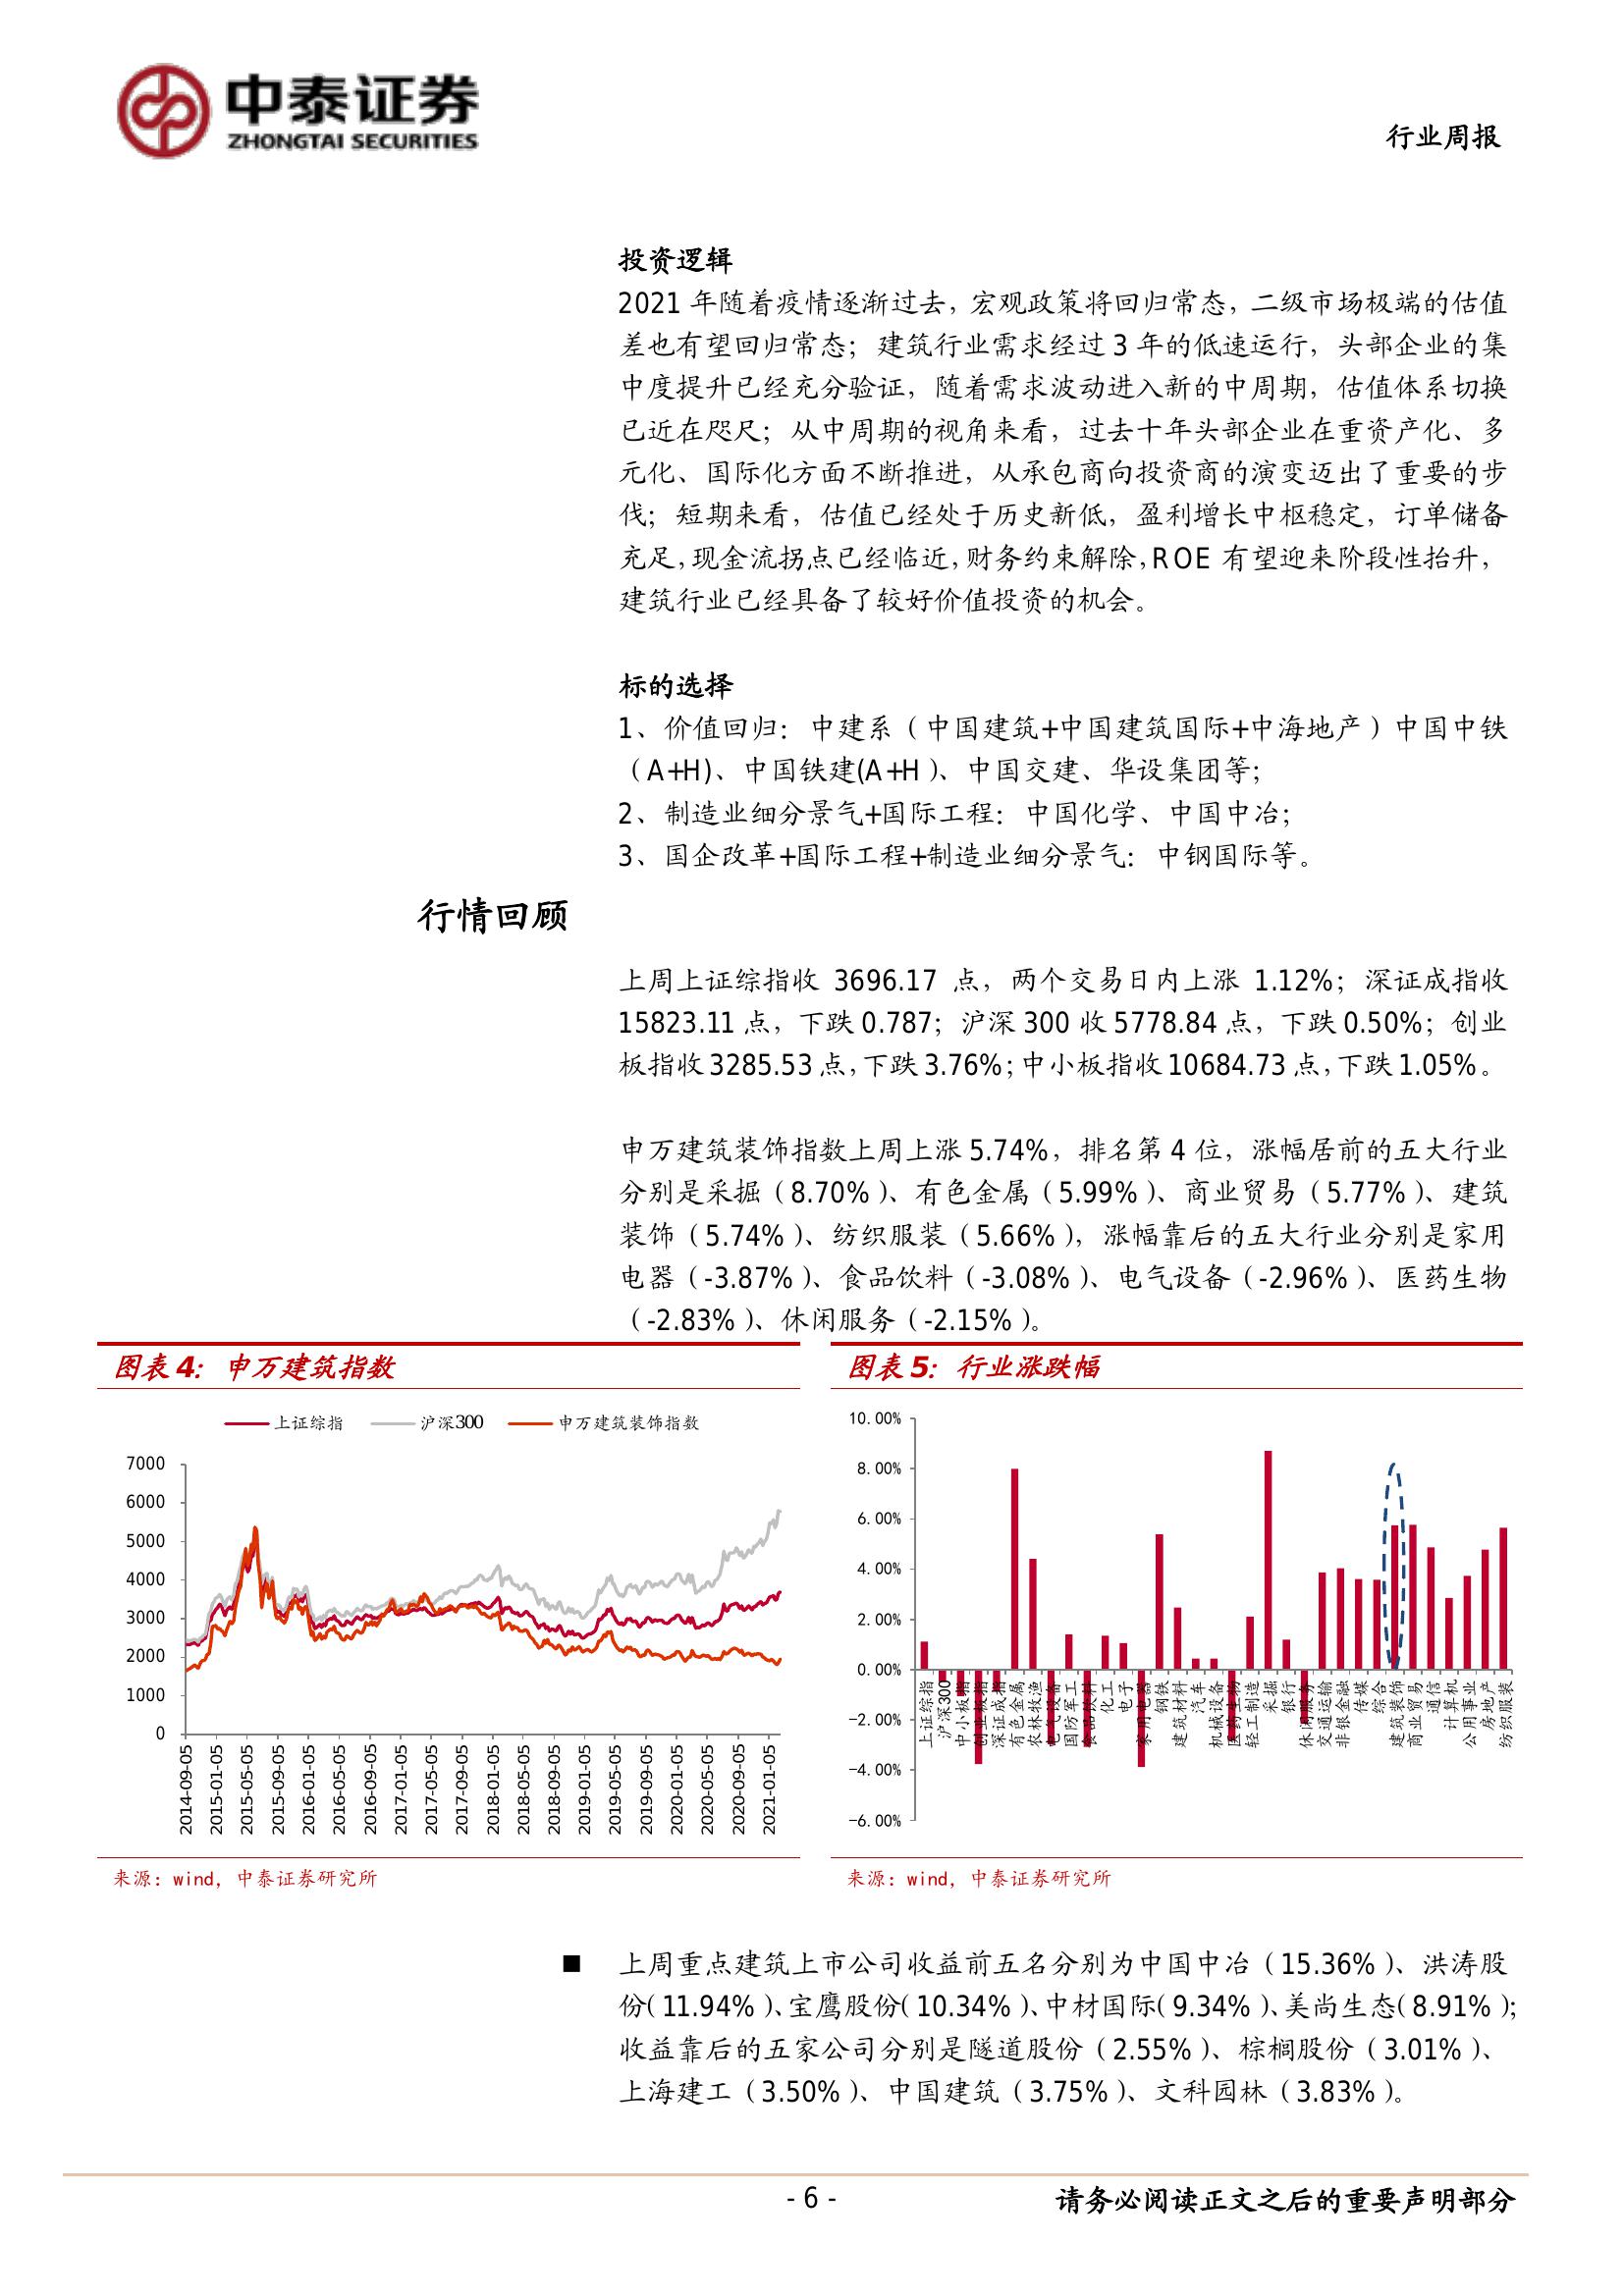 中泰证券
ZHONGTAI SECURITIES
行业周报
投资逻辑
2021 年随着疫情逐渐过去，宏观政策将回归常态，二级市场极端的估值
差也有望回归常态；建筑行业需求经过 3 年的低速运行，头部企业的集
中度提升已经充分验证，随着需求波动进入新的中周期，估值体系切换
已近在咫尺；从中周期的视角来看，过去十年头部企业在重资产化、多
元化、国际化方面不断推进，从承包商向投资商的演变迈出了重要的步
伐；短期来看，估值已经处于历史新低，盈利增长中枢稳定，订单储备
充足，现金流拐点已经临近，财务约束解除，ROE 有望迎来阶段性抬升，
建筑行业已经具备了较好价值投资的机会。
标的选择
1、价值回归：中建系（中国建筑+中国建筑国际+中海地产）中国中铁
（A+H)、中国铁建(A+H )、中国交建、华设集团等；
2、制造业细分景气+国际工程：中国化学、中国中冶；
3、国企改革+国际工程+制造业细分景气：中钢国际等。
行情回顾
上周上证综指收 3696.17 点，两个交易日内上涨 1.12%；深证成指收
15823.11 点，下跌 0.787；沪深 300 收 5778.84 点，下跌 0.50%；创业
板指收 3285.53 点，下跌 3.76%；中小板指收 10684.73 点，下跌 1.05%。
申万建筑装饰指数上周上涨 5.74%，排名第 4 位，涨幅居前的五大行业
分别是采掘（8.70%）、有色金属（5.99%）、商业贸易（5.77%）、建筑
装饰（5.74%）、纺织服装（5.66%），涨幅靠后的五大行业分别是家用
电器（-3.87%）、食品饮料（-3.08%）、电气设备（-2.96%）、医药生物
（-2.83%）、休闲服务（-2.15%）。
图表 4：申万建筑指数
上证综指 沪深300 申万建筑装饰指数
7000
6000
5000
4000
3000
2000
1000
0
2014-09-05
2015-01-05
2015-05-05
2015-09-05
2016-01-05
2016-05-05
2016-09-05
2017-01-05
2017-05-05
2017-09-05
2018-01-05
2018-05-05
2018-09-05
2019-01-05
2019-05-05
2019-09-05
2020-01-05
2020-05-05
2020-09-05
2021-01-05
来源：wind，中泰证券研究所
图表 5：行业涨跌幅
10.00%
8.00%
6.00%
4.00%
2.00%
0.00%
-2.00%
-4.00%
-6.00%
上证综指
沪深300
中小板指
创业板指
深证成指
有色金属
农林牧渔
电气设备
国防军工
食品饮料
化工
电子
家用电器
钢铁
建筑材料
汽车
机械设备
医药生物
轻工制造
采掘
银行
休闲服务
交通运输
非银金融
传媒
综合
建筑装饰
商业贸易
通信
计算机
公用事业
房地产
纺织服装
来源：wind，中泰证券研究所
■ 上周重点建筑上市公司收益前五名分别为中国中冶（15.36%）、洪涛股
份（11.94%）、宝鹰股份（10.34%）、中材国际（9.34%）、美尚生态（8.91%）；
收益靠后的五家公司分别是隧道股份（2.55%）、棕榈股份（3.01%）、
上海建工（3.50%）、中国建筑（3.75%）、文科园林（3.83%）。
- 6 -
请务必阅读正文之后的重要声明部分